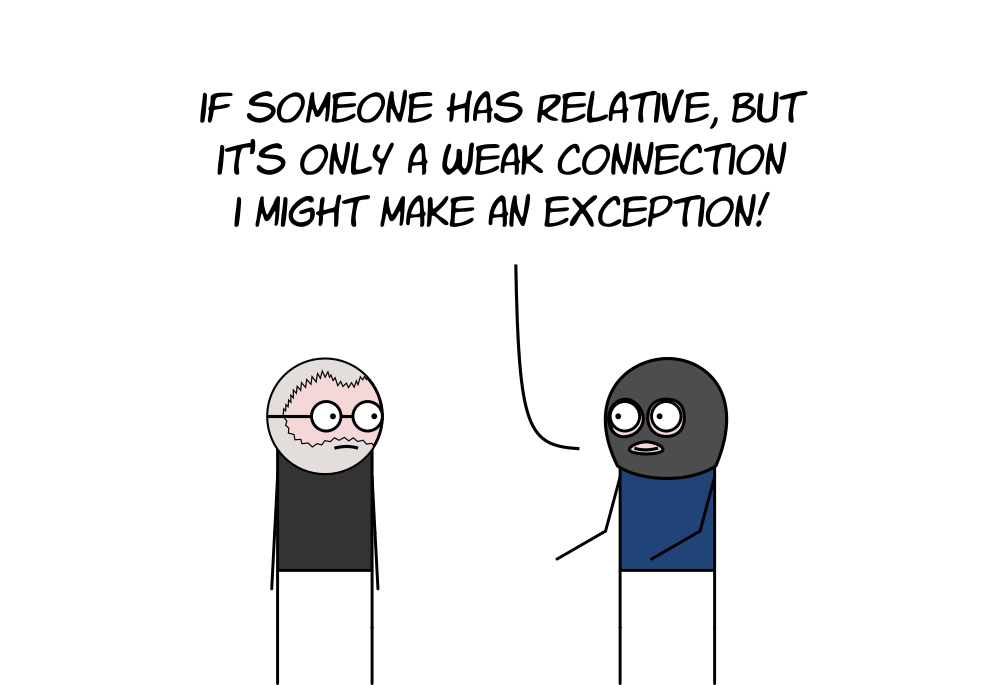 IF SOMEONE HAS RELATIVE, BUT
IT'S ONLY A WEAK CONNECTION
I MIGHT MAKE AN EXCEPTION!